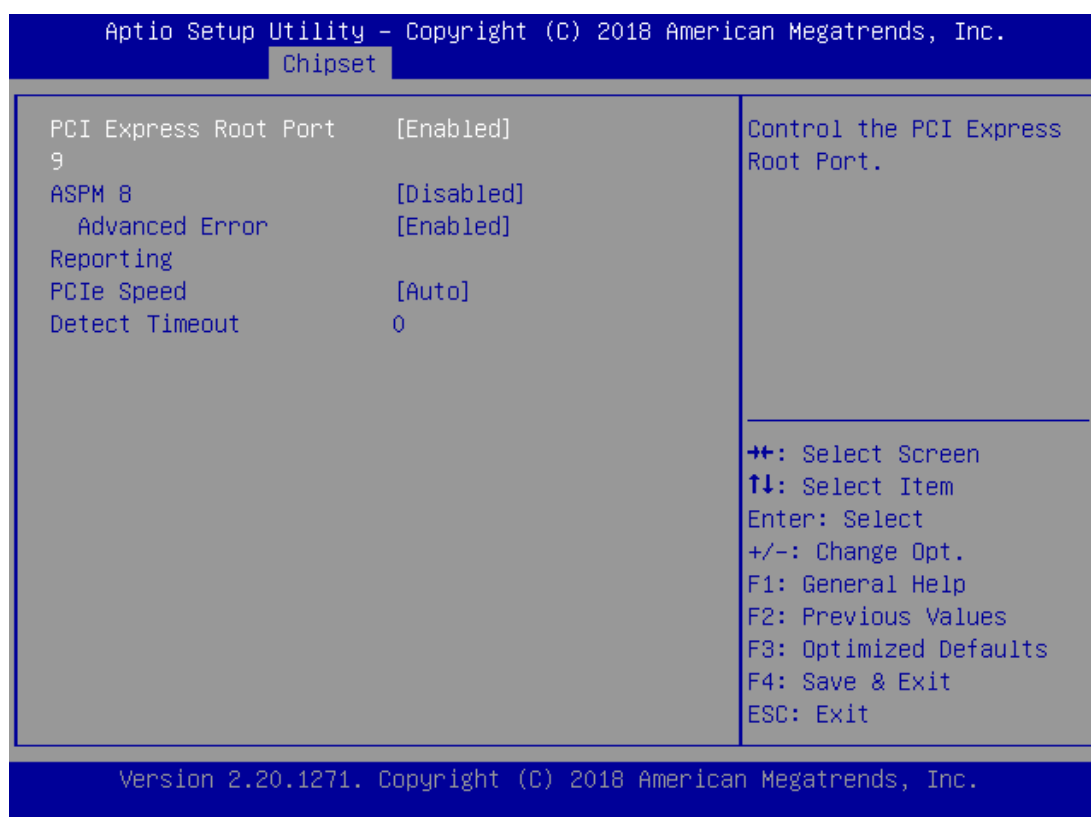 Aptio Setup Utility – Copyright (C) 2018 American Megatrends, Inc.
Chipset
PCI Express Root Port [Enabled]
9
ASPM 8 [Disabled]
Advanced Error [Enabled]
Reporting
PCIe Speed [Auto]
Detect Timeout 0
Control the PCI Express
Root Port.
→←: Select Screen
↑↓: Select Item
Enter: Select
+/-: Change Opt.
F1: General Help
F2: Previous Values
F3: Optimized Defaults
F4: Save & Exit
ESC: Exit
Version 2.20.1271. Copyright (C) 2018 American Megatrends, Inc.